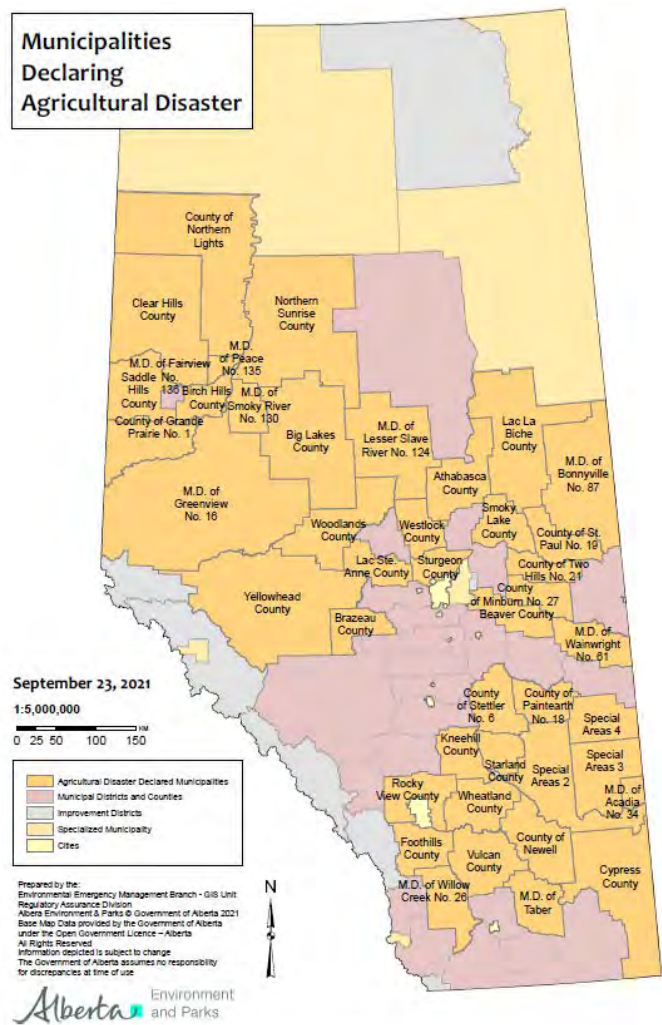 Municipalities
Declaring
Agricultural Disaster
County of
Northern
Lights
Clear Hills
County
Northern
Sunrise
County
M.D.
of Peace
No. 135
M.D. of Fairview
No.
136
Saddle
Hills
County
Birch Hills
County
M.D. of
Smoky River
No. 130
County of Grande
Prairie No. 1
Big Lakes
County
M.D. of
Lesser Slave
River No. 124
Lac La
Biche
County
M.D. of
Bonnyville
No. 87
Athabasca
County
M.D. of
Greenview
No. 16
Woodlands
County
Westlock
County
Smoky
Lake
County
County of St.
Paul No. 19
Lac Ste.
Anne County
Sturgeon
County
County of Two
Hills No. 21
County
of Minburn No. 27
Beaver County
Yellowhead
County
Brazeau
County
M.D. of
Wainwright
No. 61
September 23, 2021
1:5,000,000
KM
0 25 50 100 150
County
of Stettler
No. 6
County of
Paintearth
No. 18
Special
Areas 4
Kneehill
County
Starland
County
Special
Areas 2
Special
Areas 3
M.D. of
Acadia
No. 34
Rocky
View County
Wheatland
County
Foothills
County
Vulcan
County
County of
Newell
Cypress
County
M.D. of Willow
Creek No. 26
M.D. of
Taber
Agricultural Disaster Declared Municipalities
Municipal Districts and Counties
Improvement Districts
Specialized Municipality
Cities
Prepared by the:
Environmental Emergency Management Branch - GIS Unit
Regulatory Assurance Division
Albera Environment & Parks © Government of Alberta 2021
Base Map Data provided by the Government of Alberta
under the Open Government Licence – Alberta
All Rights Reserved
Information depicted is subject to change
The Government of Alberta assumes no responsibility
for discrepancies at time of use
N
Alberta Environment
and Parks